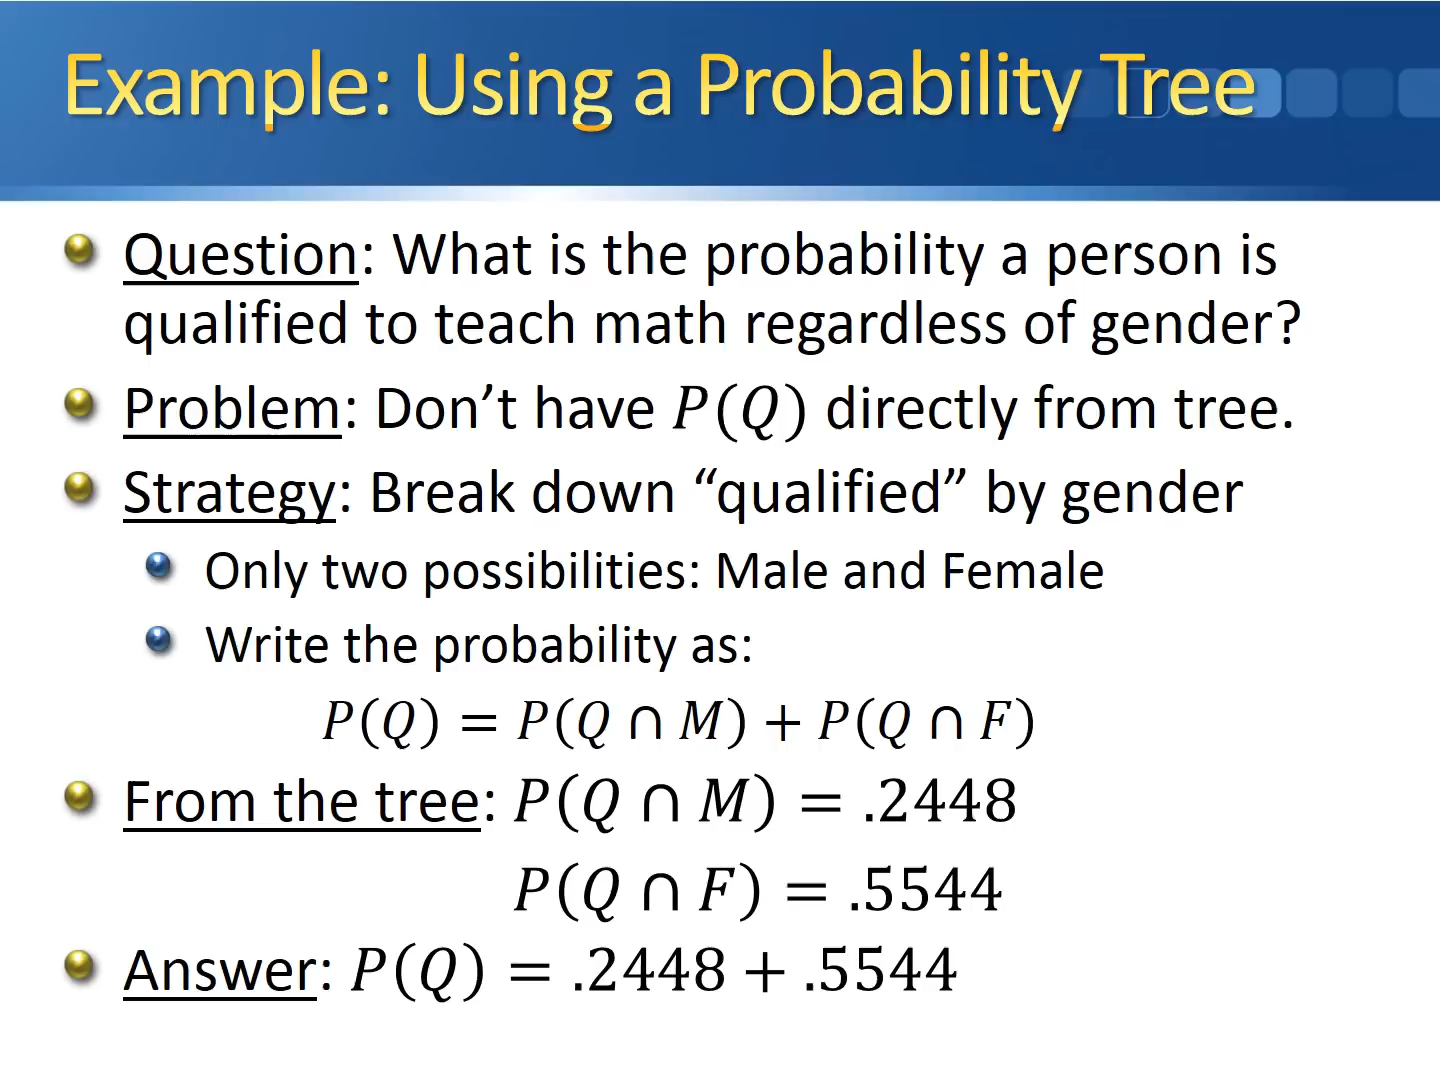 Example: Using a Probability Tree
Question: What is the probability a person is
qualified to teach math regardless of gender?
Problem: Don’t have P(Q) directly from tree.
Strategy: Break down “qualified” by gender
Only two possibilities: Male and Female
Write the probability as:
P(Q) = P(Q ∩ M) + P(Q ∩ F)
From the tree: P(Q ∩ M) = .2448
P(Q ∩ F) = .5544
Answer: P(Q) = .2448 + .5544